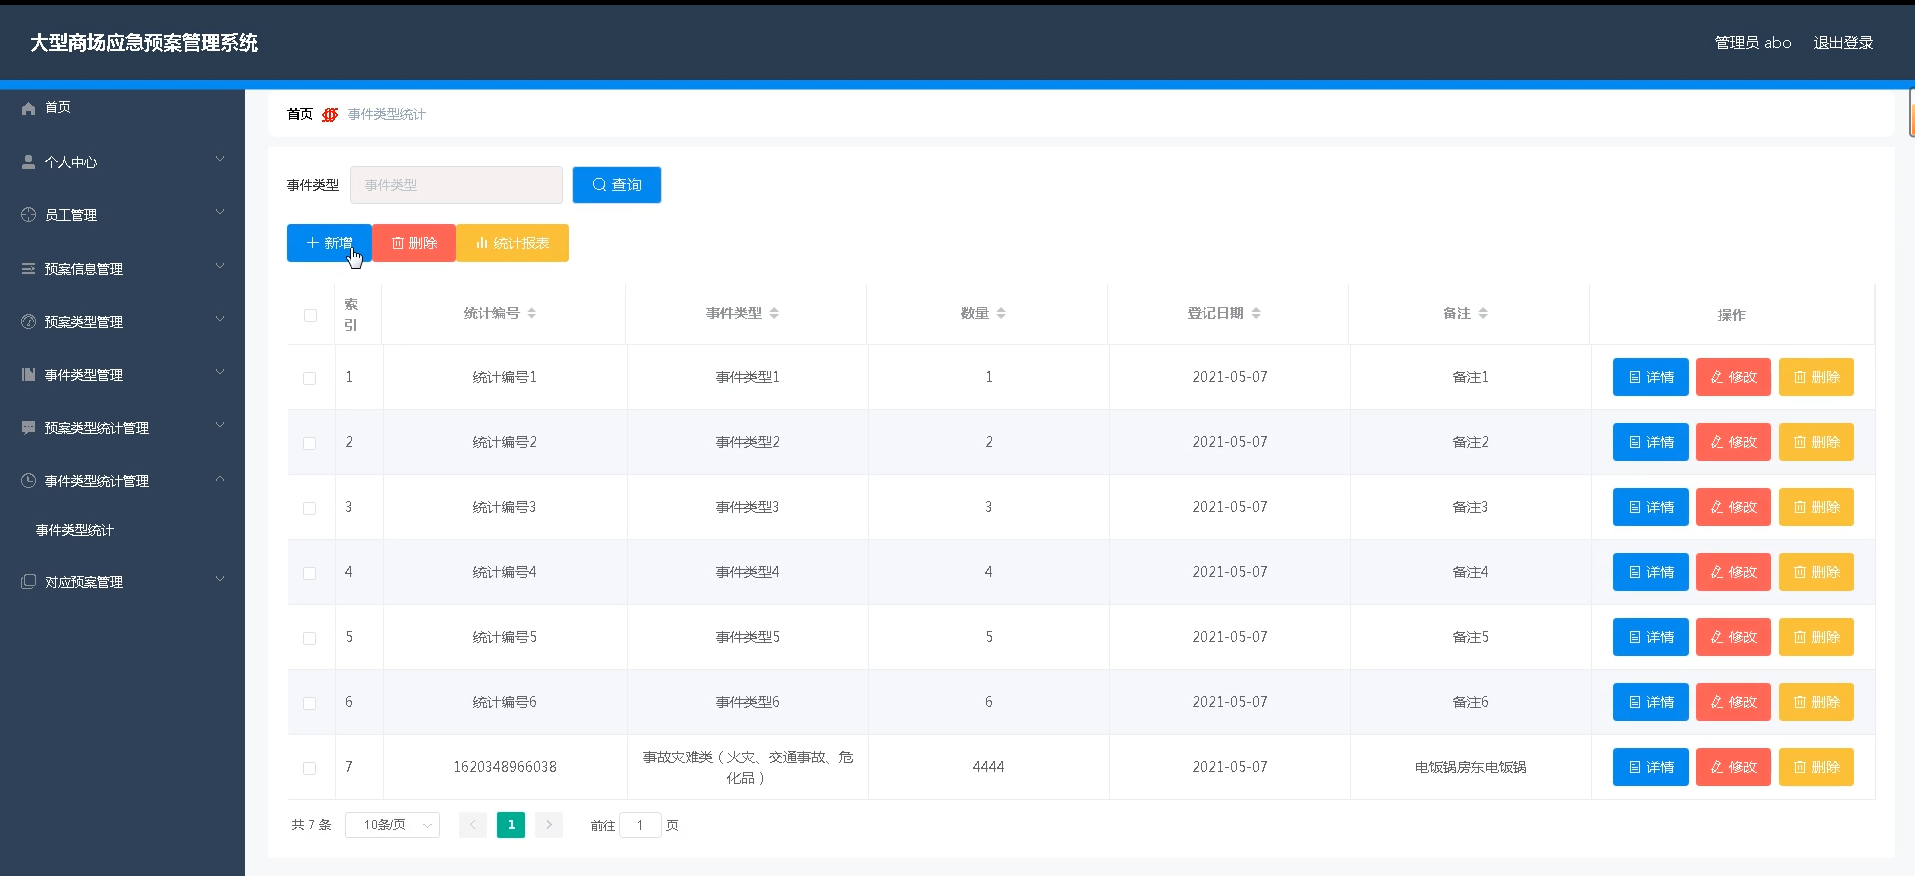 大型商场应急预案管理系统
管理员 abo 退出登录
首页
个人中心
员工管理
预案信息管理
预案类型管理
事件类型管理
预案类型统计管理
事件类型统计管理
事件类型统计
对应预案管理
首页 事件类型统计
事件类型 事件类型 查询
新增 删除 统计报表
索引 统计编号 事件类型 数量 登记日期 备注 操作
1 统计编号1 事件类型1 1 2021-05-07 备注1 详情 修改 删除
2 统计编号2 事件类型2 2 2021-05-07 备注2 详情 修改 删除
3 统计编号3 事件类型3 3 2021-05-07 备注3 详情 修改 删除
4 统计编号4 事件类型4 4 2021-05-07 备注4 详情 修改 删除
5 统计编号5 事件类型5 5 2021-05-07 备注5 详情 修改 删除
6 统计编号6 事件类型6 6 2021-05-07 备注6 详情 修改 删除
7 1620348966038 事故灾难类（火灾、交通事故、危化品） 4444 2021-05-07 电饭锅房东电饭锅 详情 修改 删除
共 7 条 10条/页 1 前往 1 页